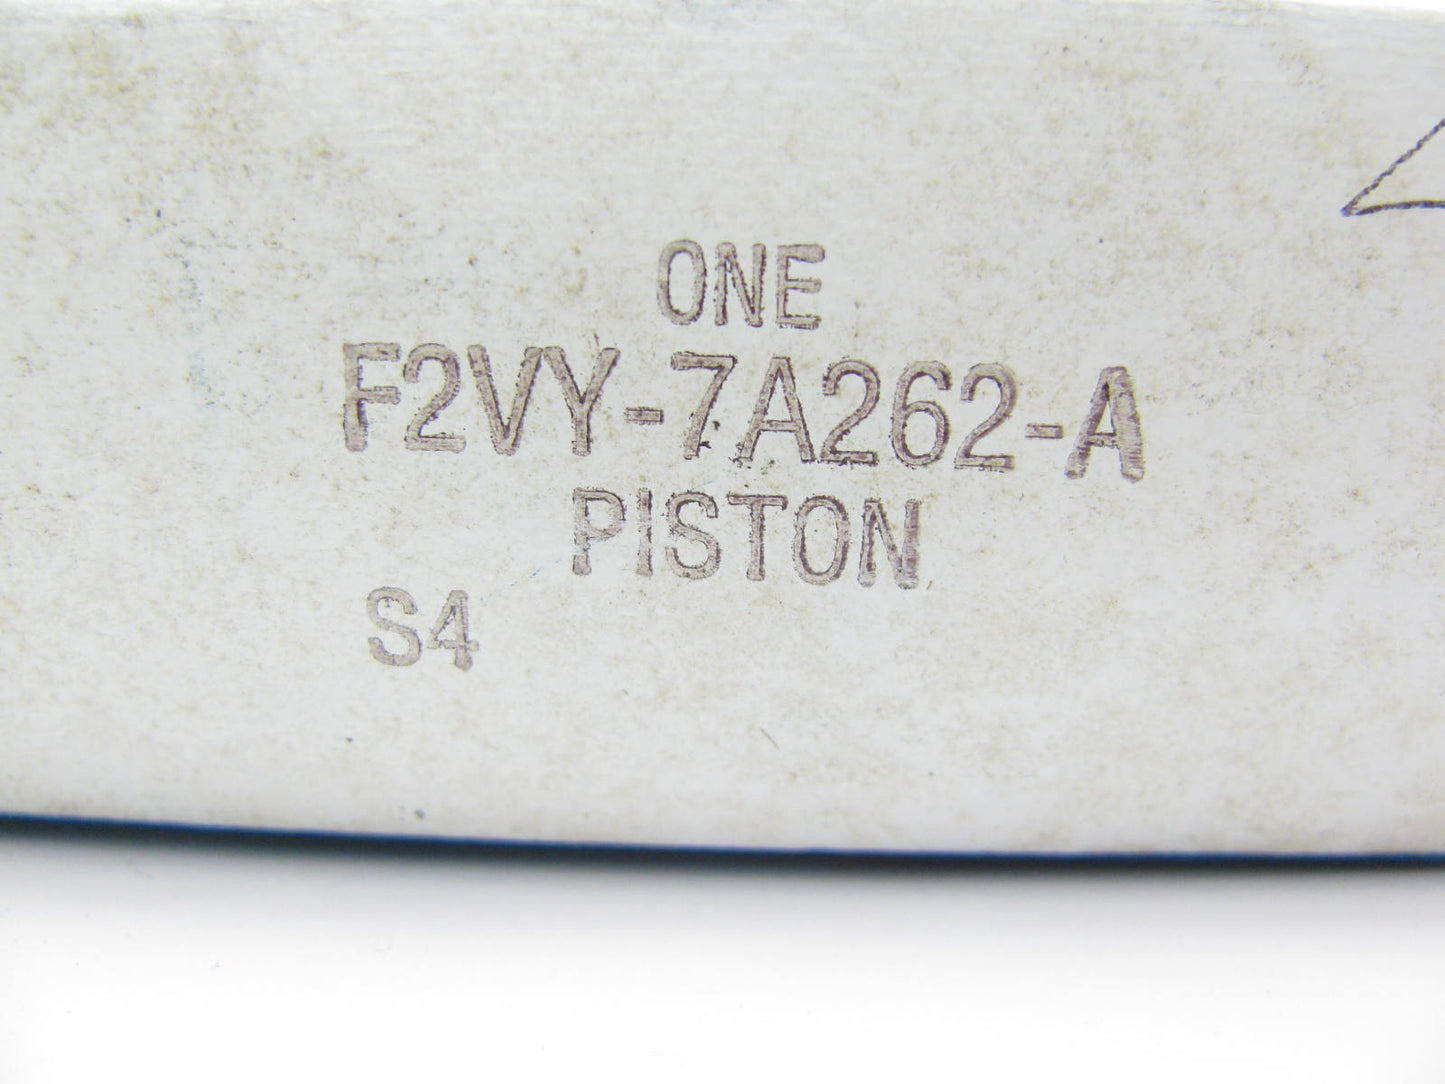 ONE
F2VY-7A262-A
PISTON
S4